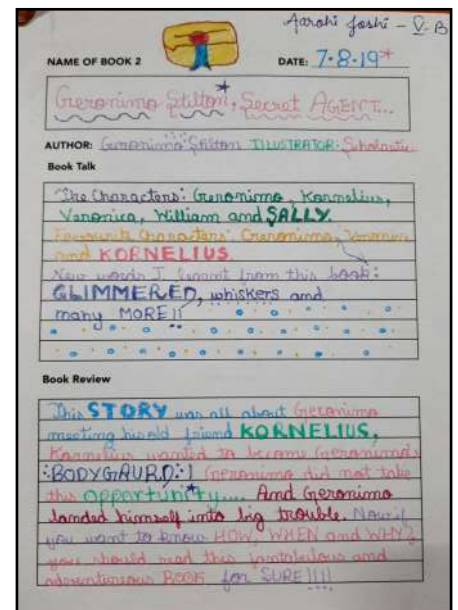 Aarohi Joshi - V-B
NAME OF BOOK 2
DATE: 7.8.19*
Geronimo Stilton, SECRET AGENT...
AUTHOR: Geronimo Stilton ILLUSTRATOR: Scholastic
Book Talk
The Characters: Geronimo, Kornelius,
Veronica, William and SALLY.
Favourite Characters: Geronimo, Veronica
and KORNELIUS.
New words I learnt from this book:
GLIMMERED, whiskers and
many MORE!!
Book Review
This STORY was all about Geronimo
meeting his old friend KORNELIUS,
Kornelius wanted to become Geronimo's
BODYGAURD! Geronimo did not take
this opportunity.... And Geronimo
landed himself into big trouble. Now if
you want to know HOW, WHEN and WHY?
you should read this fantabulous and
adventureous BOOK for SURE!!!!